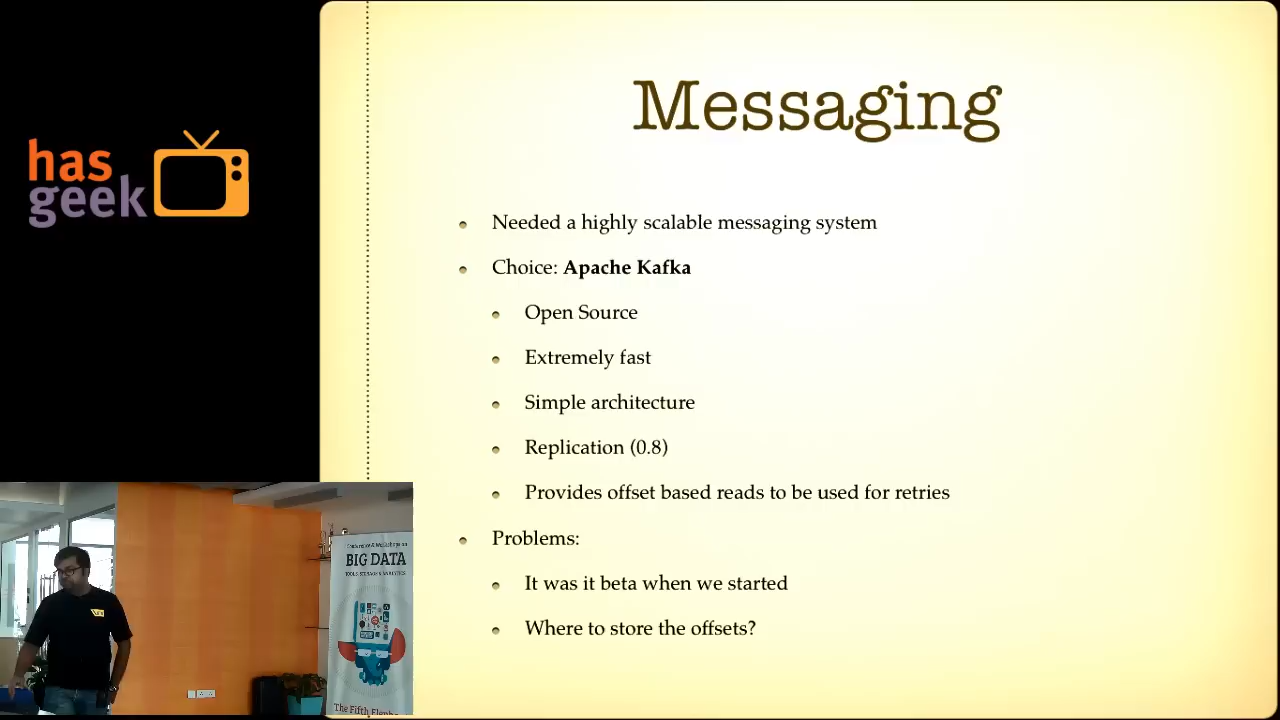 has
geek
Messaging
Needed a highly scalable messaging system
Choice: Apache Kafka
Open Source
Extremely fast
Simple architecture
Replication (0.8)
Provides offset based reads to be used for retries
Problems:
It was it beta when we started
Where to store the offsets?
BIG DATA
The Fifth